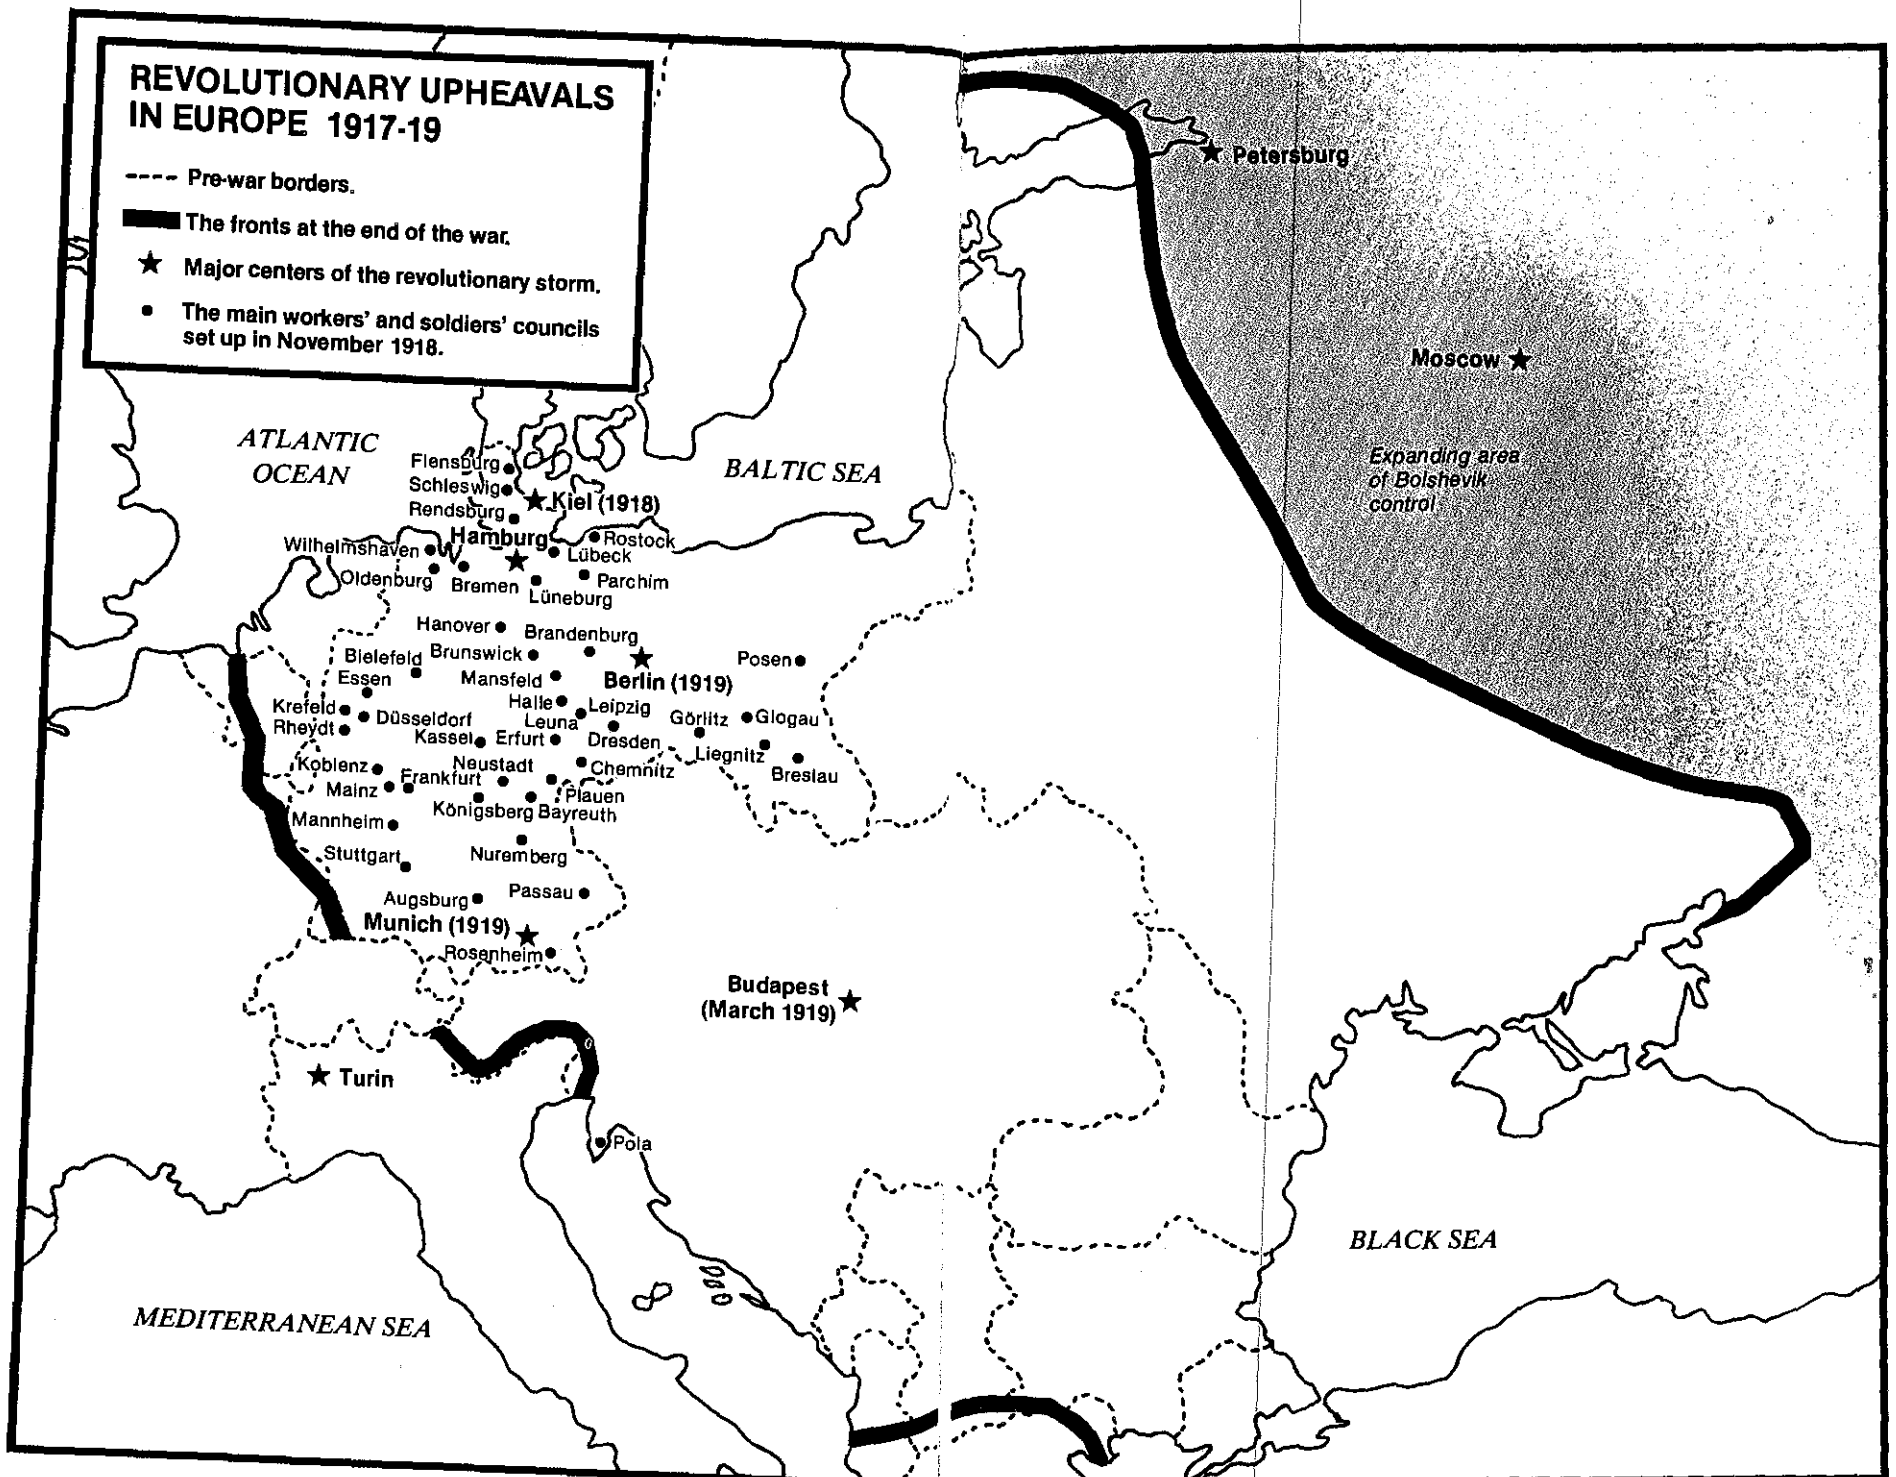 REVOLUTIONARY UPHEAVALS
IN EUROPE 1917-19
Pre-war borders.
The fronts at the end of the war.
Major centers of the revolutionary storm.
The main workers' and soldiers' councils
set up in November 1918.
Petersburg
Moscow
Expanding area
of Bolshevik
control
ATLANTIC
OCEAN
BALTIC SEA
Flensburg
Schleswig
Kiel (1918)
Rendsburg
Hamburg
Rostock
Wilhelmshaven
Lübeck
Oldenburg
Bremen
Parchim
Lüneburg
Hanover
Brandenburg
Bielefeld
Brunswick
Posen
Essen
Mansfeld
Berlin (1919)
Krefeld
Halle
Leipzig
Düsseldorf
Leuna
Görlitz
Glogau
Rheydt
Kassel
Erfurt
Dresden
Liegnitz
Koblenz
Neustadt
Chemnitz
Breslau
Mainz
Frankfurt
Plauen
Königsberg
Bayreuth
Mannheim
Stuttgart
Nuremberg
Augsburg
Passau
Munich (1919)
Rosenheim
Budapest
(March 1919)
Turin
Pola
BLACK SEA
MEDITERRANEAN SEA